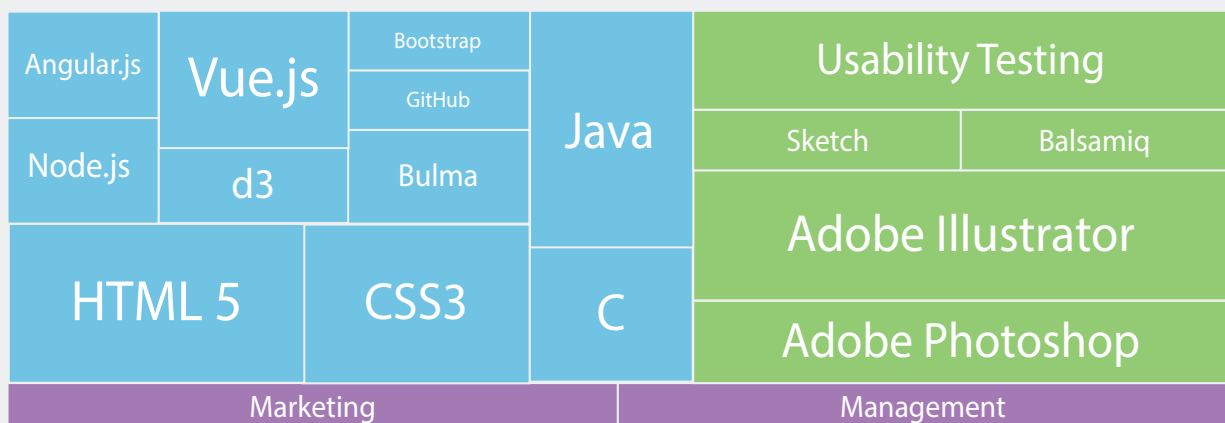 Angular.js
Vue.js
Bootstrap
GitHub
Java
Node.js
d3
Bulma
HTML 5
CSS3
C
Usability Testing
Sketch
Balsamiq
Adobe Illustrator
Adobe Photoshop
Marketing
Management